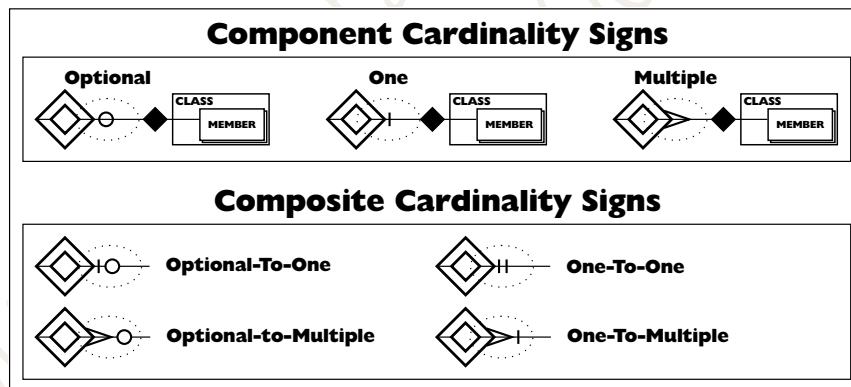 Component Cardinality Signs
Optional One Multiple
CLASS CLASS CLASS
MEMBER MEMBER MEMBER
Composite Cardinality Signs
Optional-To-One One-To-One
Optional-to-Multiple One-To-Multiple